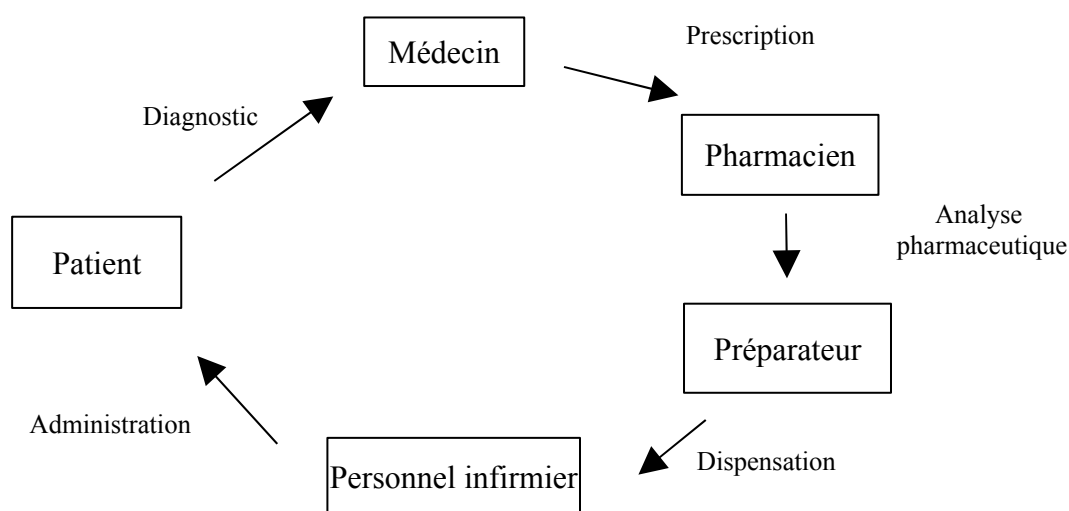 Médecin
Prescription
Diagnostic
Pharmacien
Analyse
pharmaceutique
Patient
Préparateur
Administration
Dispensation
Personnel infirmier